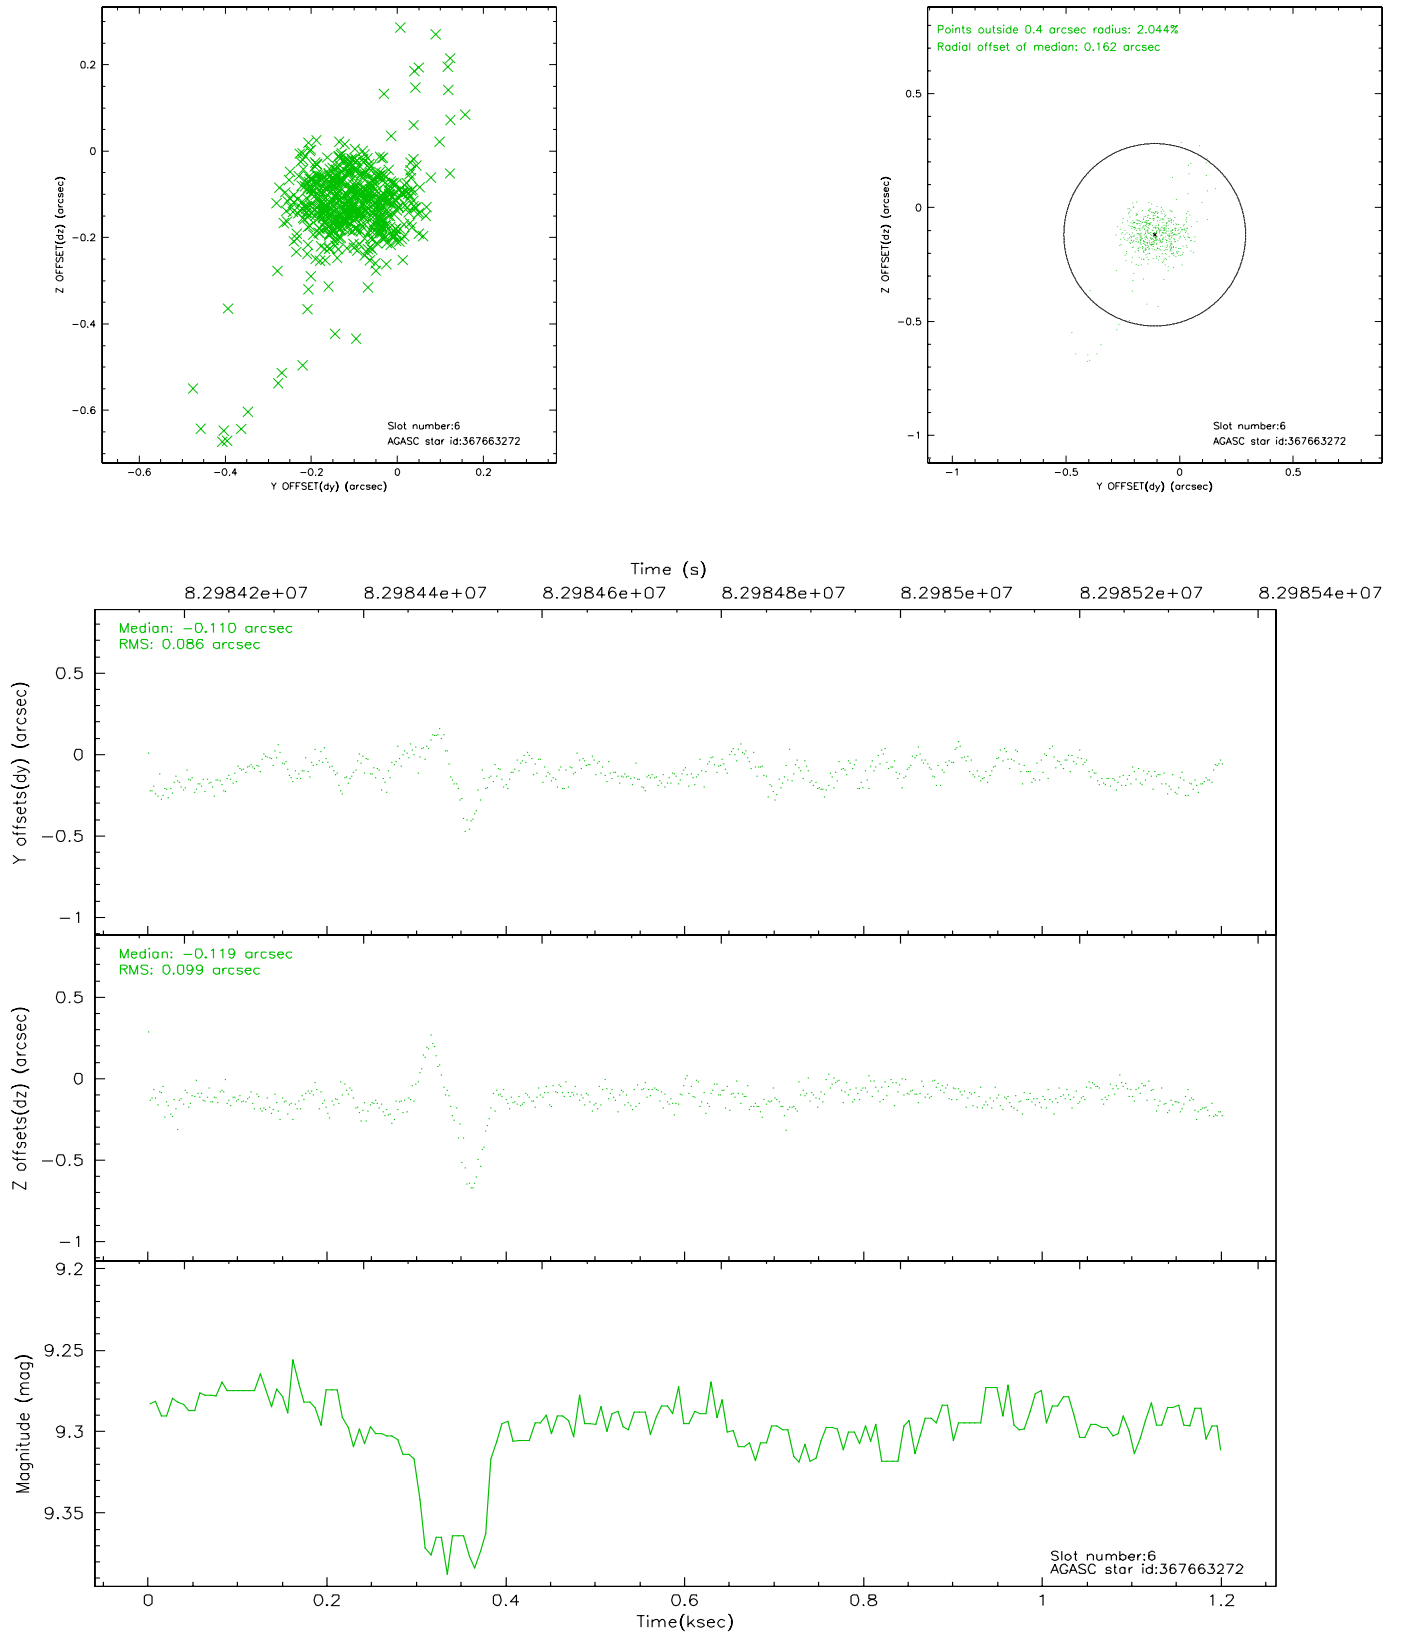 0.2
0
−0.2
−0.4
−0.6
Z OFFSET(dz) (arcsec)
Slot number:6
AGASC star id:367663272
−0.6
−0.4
−0.2
0
0.2
Y OFFSET(dy) (arcsec)
Points outside 0.4 arcsec radius: 2.044%
Radial offset of median: 0.162 arcsec
0.5
0
−0.5
−1
Z OFFSET(dz) (arcsec)
Slot number:6
AGASC star id:367663272
−1
−0.5
0
0.5
Y OFFSET(dy) (arcsec)
Time (s)
8.29842e+07
8.29844e+07
8.29846e+07
8.29848e+07
8.2985e+07
8.29852e+07
8.29854e+07
Median: −0.110 arcsec
RMS: 0.086 arcsec
0.5
0
−0.5
−1
Y offsets(dy) (arcsec)
Median: −0.119 arcsec
RMS: 0.099 arcsec
0.5
0
−0.5
−1
Z offsets(dz) (arcsec)
9.2
9.25
9.3
9.35
Magnitude (mag)
Slot number:6
AGASC star id:367663272
0
0.2
0.4
0.6
0.8
1
1.2
Time(ksec)